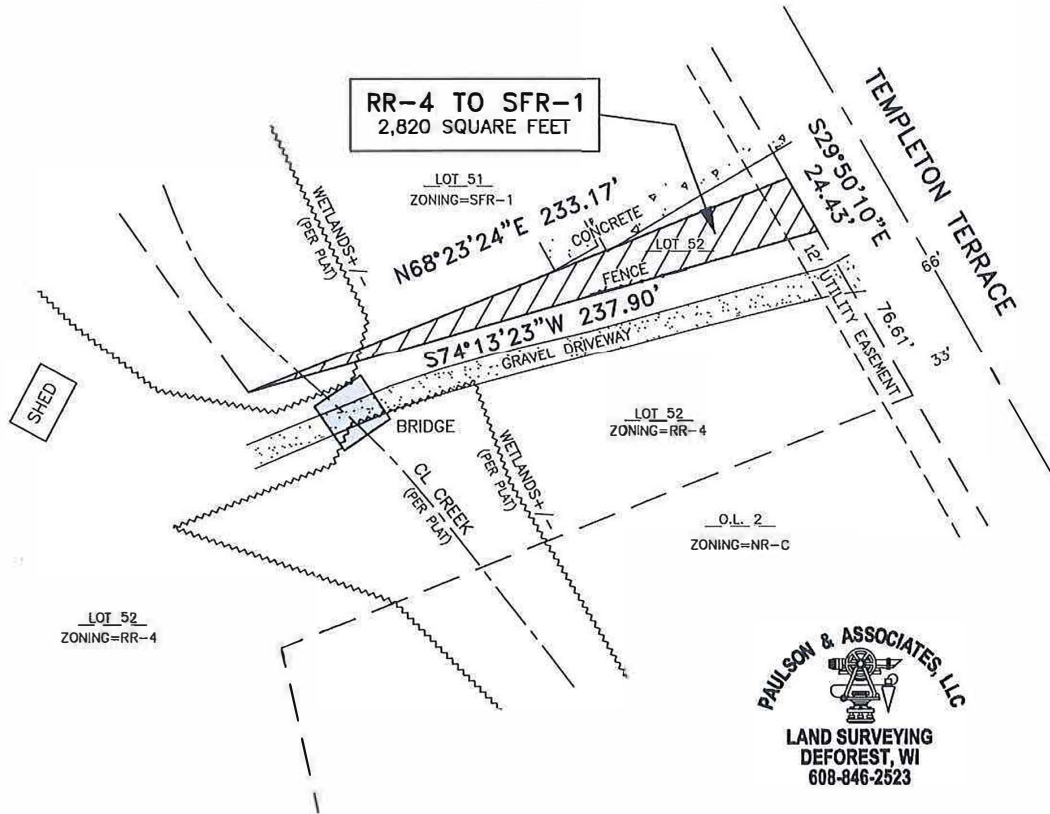 RR-4 TO SFR-1
2,820 SQUARE FEET
TEMPLETON TERRACE
S29°50'10"E
24.43'
LOT 51
ZONING=SFR-1
WETLANDS+/-
(PER PLAT)
N68°23'24"E 233.17'
CONCRETE
LOT 52
FENCE
12'
UTILITY EASEMENT
66'
76.61'
33'
S74°13'23"W 237.90'
GRAVEL DRIVEWAY
SHED
BRIDGE
LOT 52
ZONING=RR-4
WETLANDS+/-
(PER PLAT)
CL CREEK
(PER PLAT)
O.L. 2
ZONING=NR-C
LOT 52
ZONING=RR-4
PAULSON & ASSOCIATES, LLC
LAND SURVEYING
DEFOREST, WI
608-846-2523